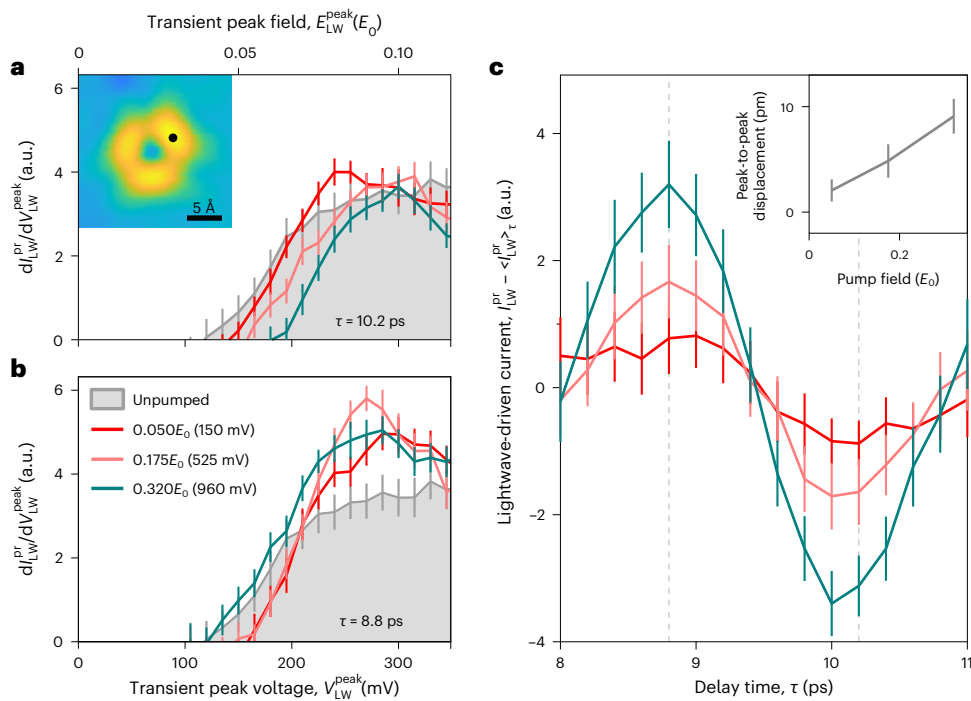 Transient peak field, E_LW^peak (E_0)
0 0.05 0.10
a
6
4
2
0
dI_LW^pr/dV_LW^peak (a.u.)
5 Å
τ = 10.2 ps
b
6
4
2
0
dI_LW^pr/dV_LW^peak (a.u.)
Unpumped
0.050E_0 (150 mV)
0.175E_0 (525 mV)
0.320E_0 (960 mV)
τ = 8.8 ps
0 100 200 300
Transient peak voltage, V_LW^peak (mV)
c
4
2
0
−2
−4
Lightwave-driven current, I_LW^pr − <I_LW^pr>_τ (a.u.)
10
0
Peak-to-peak
displacement (pm)
0.2
Pump field (E_0)
8 9 10 11
Delay time, τ (ps)